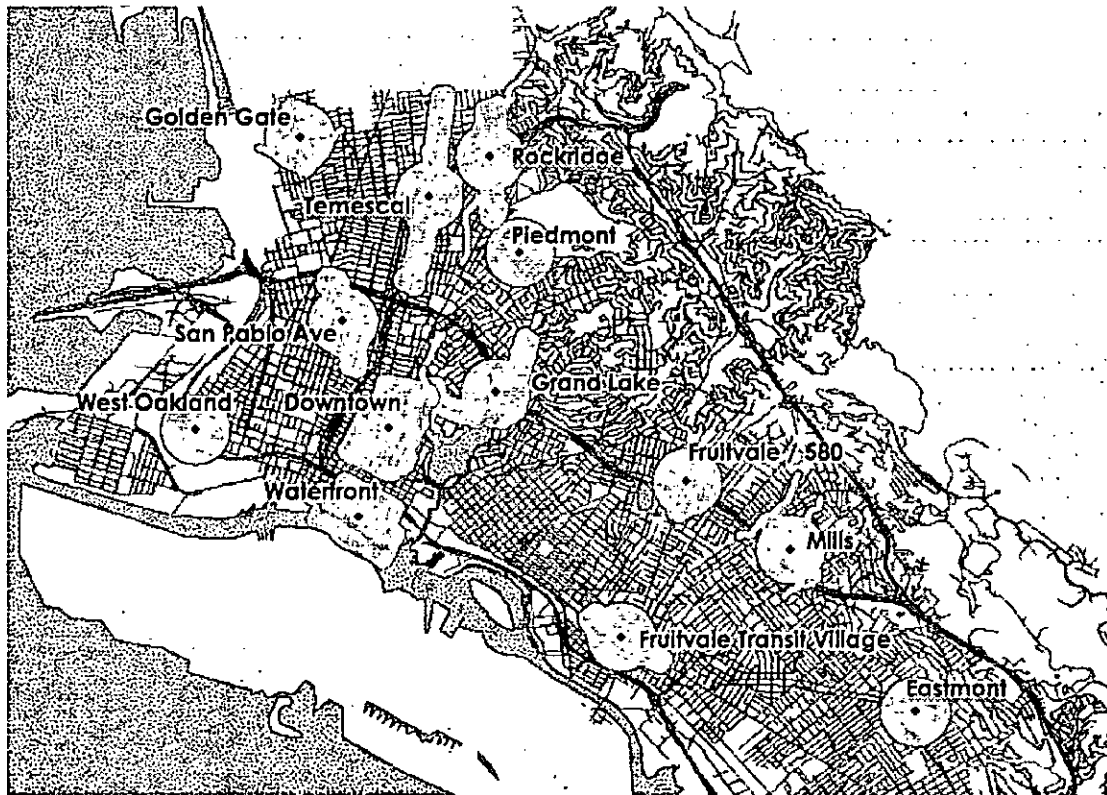 Golden Gate
Rockridge
Temescal
Piedmont
San Pablo Ave
Grand Lake
West Oakland
Downtown
Fruitvale / 580
Waterfront
Mills
Fruitvale Transit Village
Eastmont